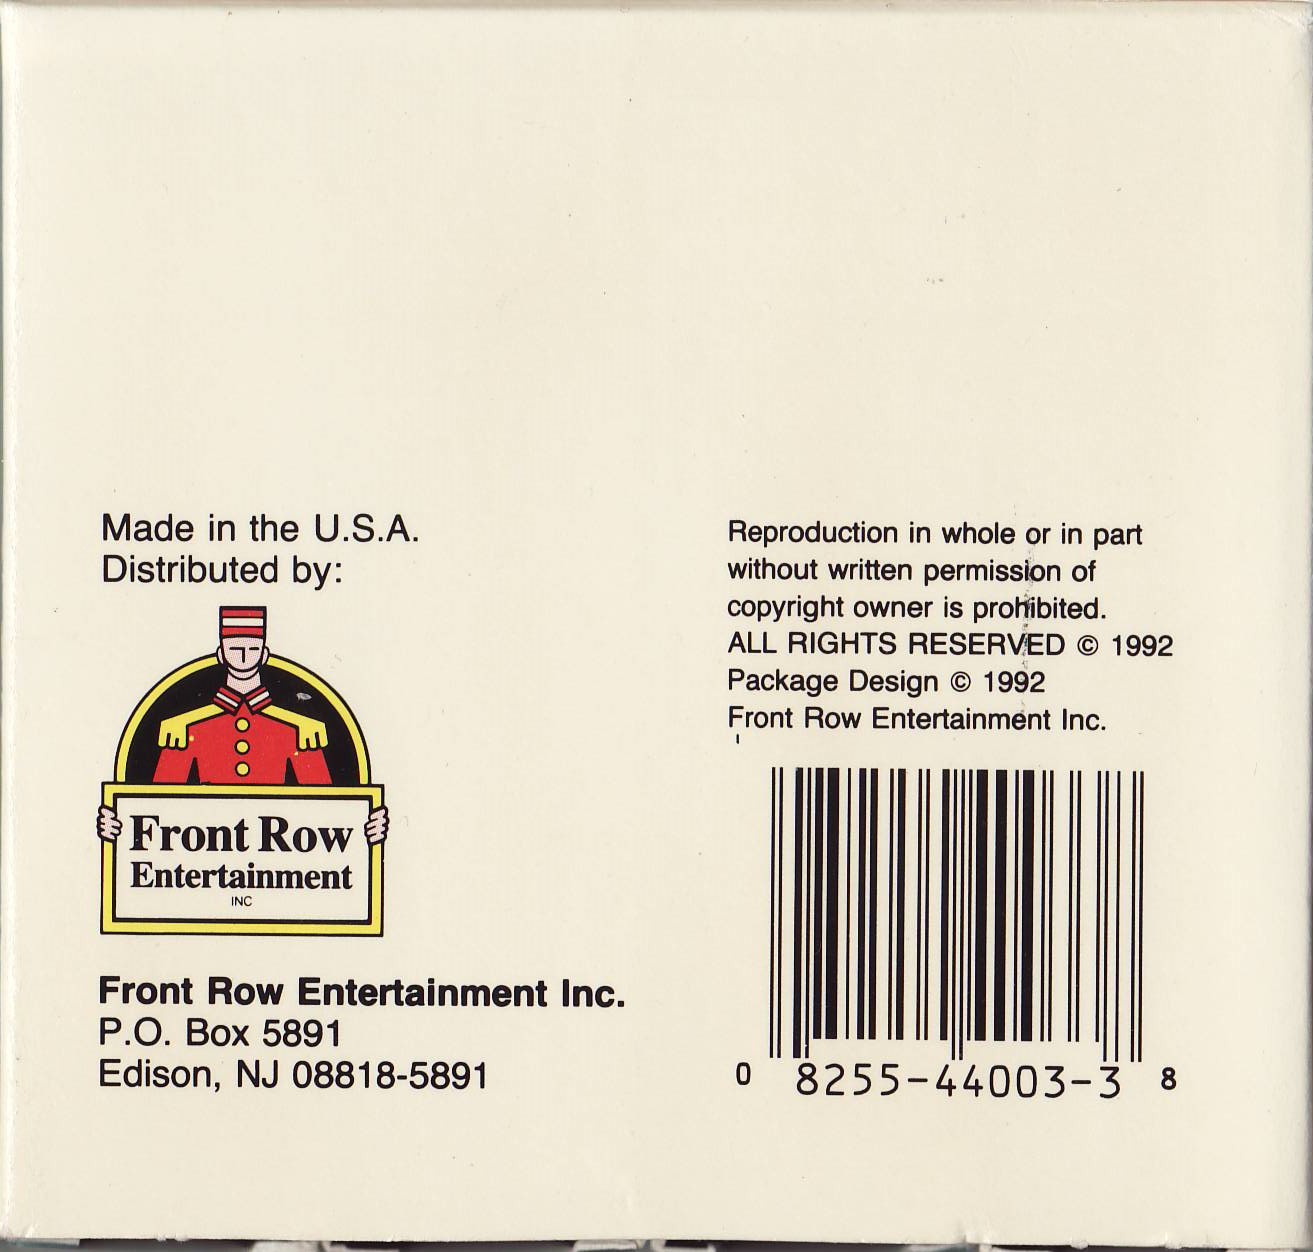 Made in the U.S.A.
Distributed by:
Front Row
Entertainment
INC
Front Row Entertainment Inc.
P.O. Box 5891
Edison, NJ 08818-5891
Reproduction in whole or in part
without written permission of
copyright owner is prohibited.
ALL RIGHTS RESERVED © 1992
Package Design © 1992
Front Row Entertainment Inc.
0 8255-44003-3 8